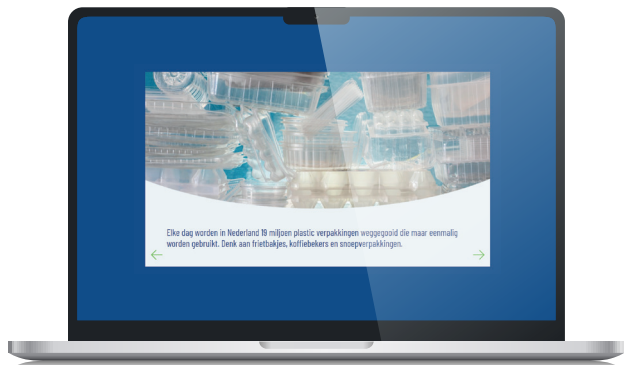 Elke dag worden in Nederland 19 miljoen plastic verpakkingen weggegooid die maar eenmalig
worden gebruikt. Denk aan frietbakjes, koffiebekers en snoepverpakkingen.